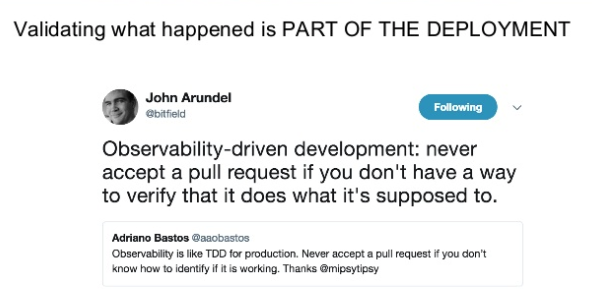 Validating what happened is PART OF THE DEPLOYMENT
John Arundel
@bitfield
Following
Observability-driven development: never
accept a pull request if you don't have a way
to verify that it does what it's supposed to.
Adriano Bastos @aaobastos
Observability is like TDD for production. Never accept a pull request if you don't
know how to identify if it is working. Thanks @mipsytipsy